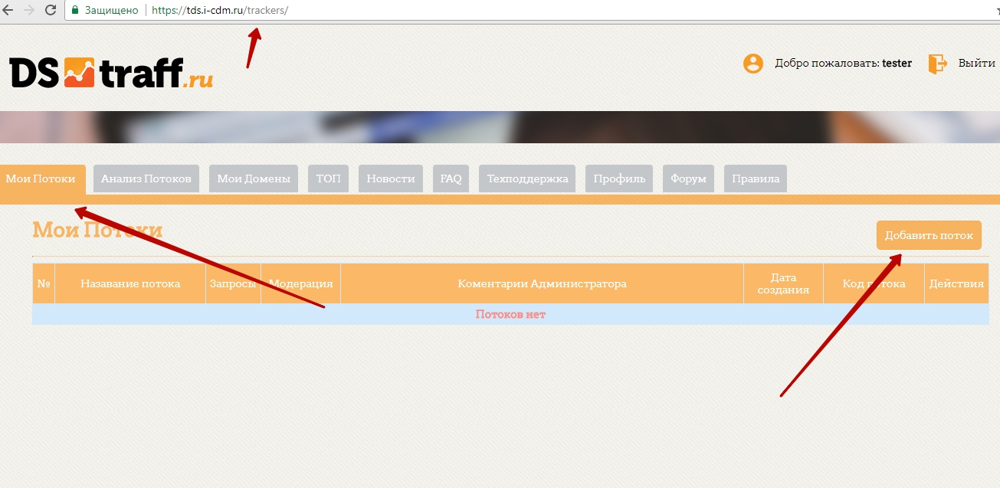 Защищено
https://tds.i-cdm.ru/trackers/
DS traff.ru
Добро пожаловать: tester
Выйти
Мои Потоки
Анализ Потоков
Мои Домены
ТОП
Новости
FAQ
Техподдержка
Профиль
Форум
Правила
Мои Потоки
Добавить поток
№
Назавание потока
Запросы
Модерация
Коментарии Администратора
Дата
создания
Код потока
Действия
Потоков нет